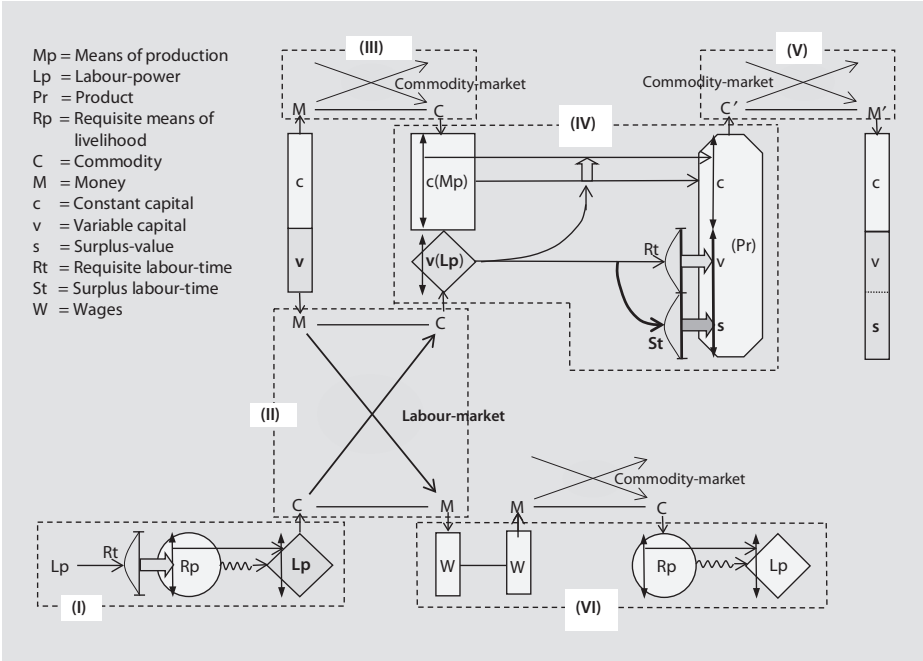 Mp = Means of production
Lp = Labour-power
Pr = Product
Rp = Requisite means of
livelihood
C = Commodity
M = Money
c = Constant capital
v = Variable capital
s = Surplus-value
Rt = Requisite labour-time
St = Surplus labour-time
W = Wages
(III)
Commodity-market
M
C
c
v
M
C
(IV)
c(Mp)
v(Lp)
Rt
St
c
v
s
(Pr)
(V)
Commodity-market
C′
M′
c
v
s
(II)
Labour-market
C
M
(I)
Lp
Rt
Rp
Lp
M
Commodity-market
C
W
W
Rp
Lp
(VI)